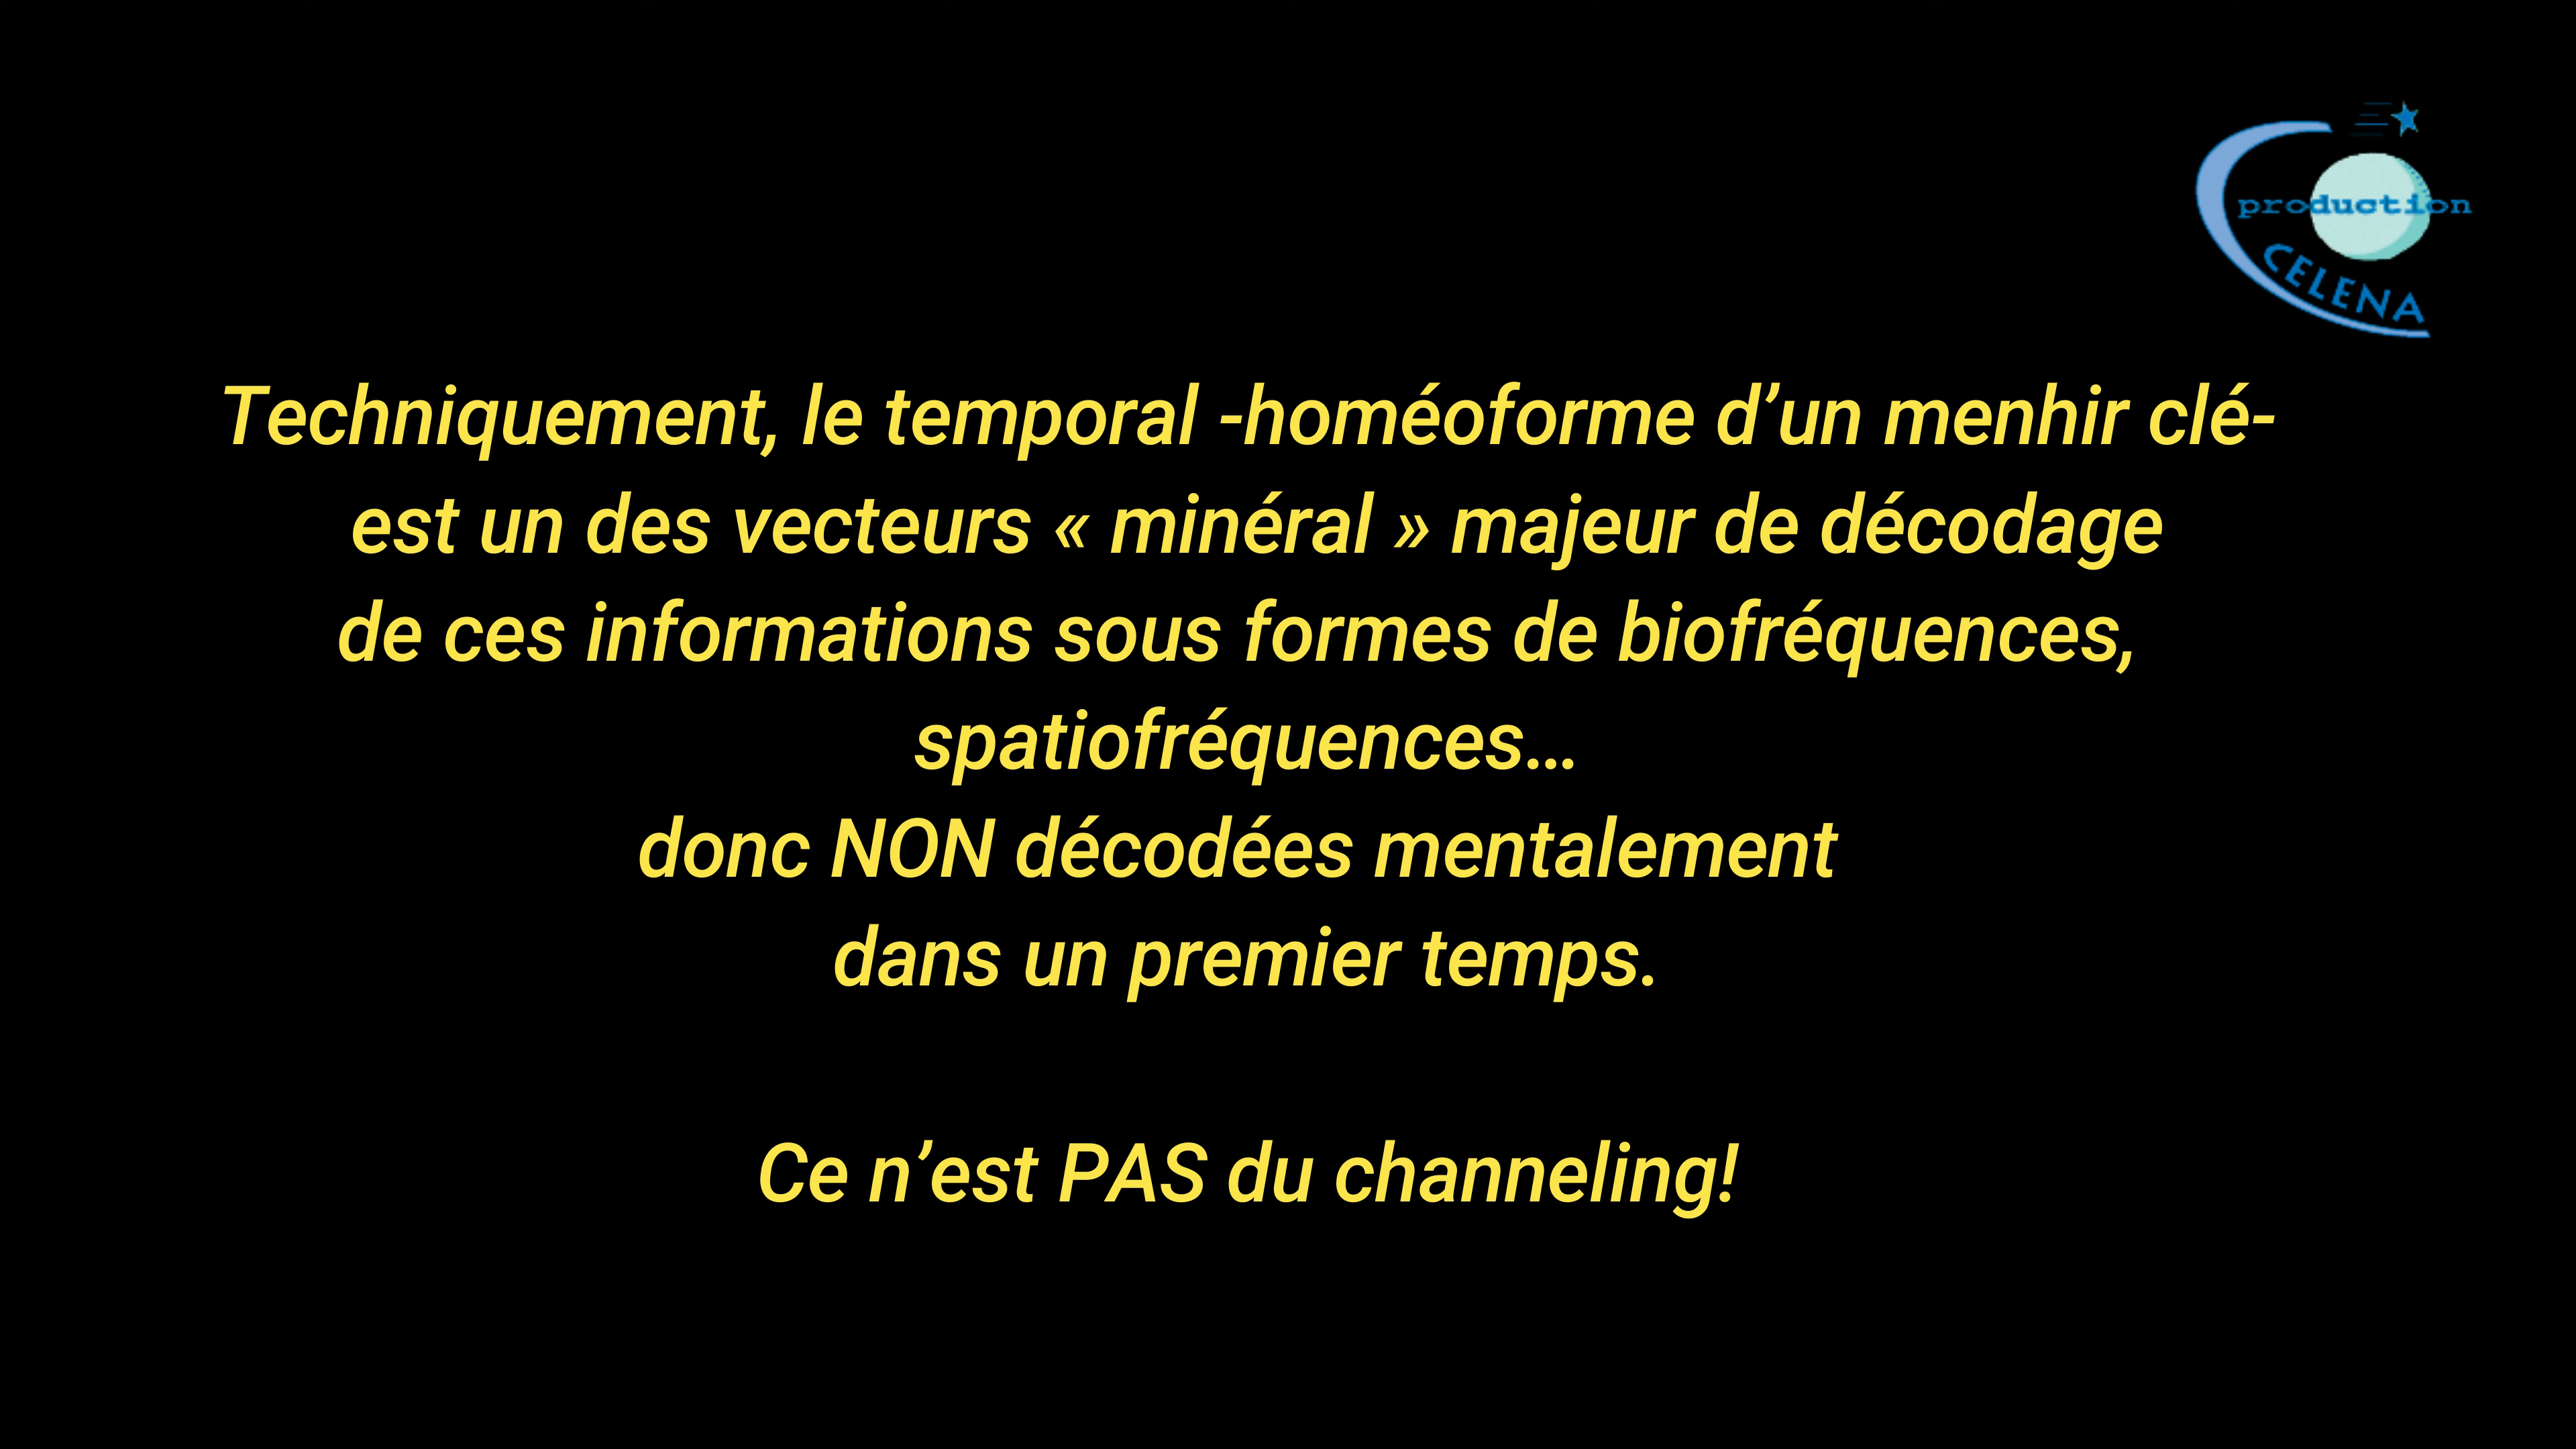 production
CELENA
Techniquement, le temporal -homéoforme d’un menhir clé-
est un des vecteurs « minéral » majeur de décodage
de ces informations sous formes de biofréquences,
spatiofréquences…
donc NON décodées mentalement
dans un premier temps.
Ce n’est PAS du channeling!